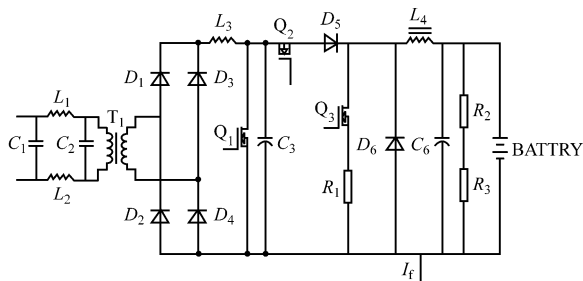 L3
Q2
D5
L4
D1
D3
L1
T1
Q1
Q3
C1
C2
C3
D6
C6
R2
BATTRY
L2
R1
R3
D2
D4
If